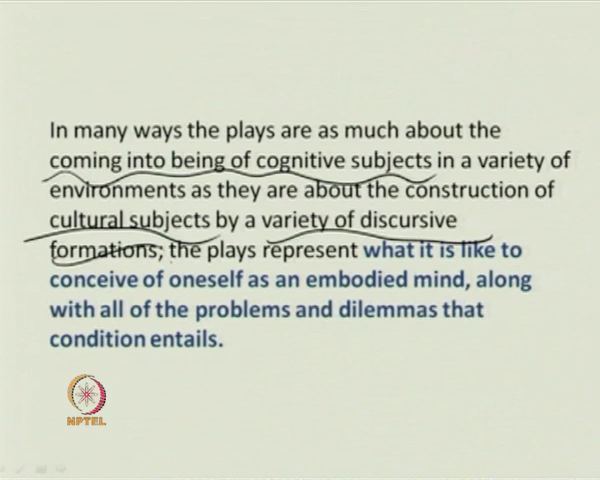 In many ways the plays are as much about the
coming into being of cognitive subjects in a variety of
environments as they are about the construction of
cultural subjects by a variety of discursive
formations; the plays represent what it is like to
conceive of oneself as an embodied mind, along
with all of the problems and dilemmas that
condition entails.
NPTEL